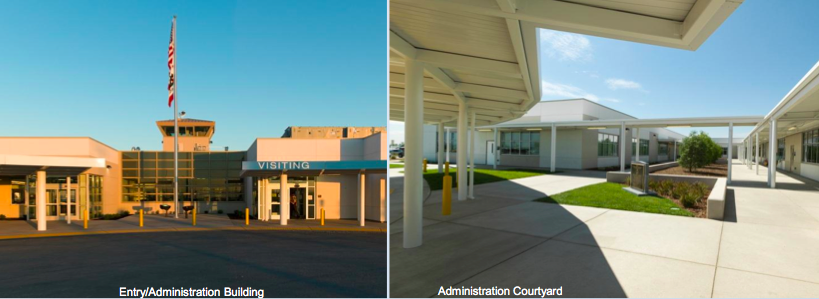 VISITING
Entry/Administration Building
Administration Courtyard